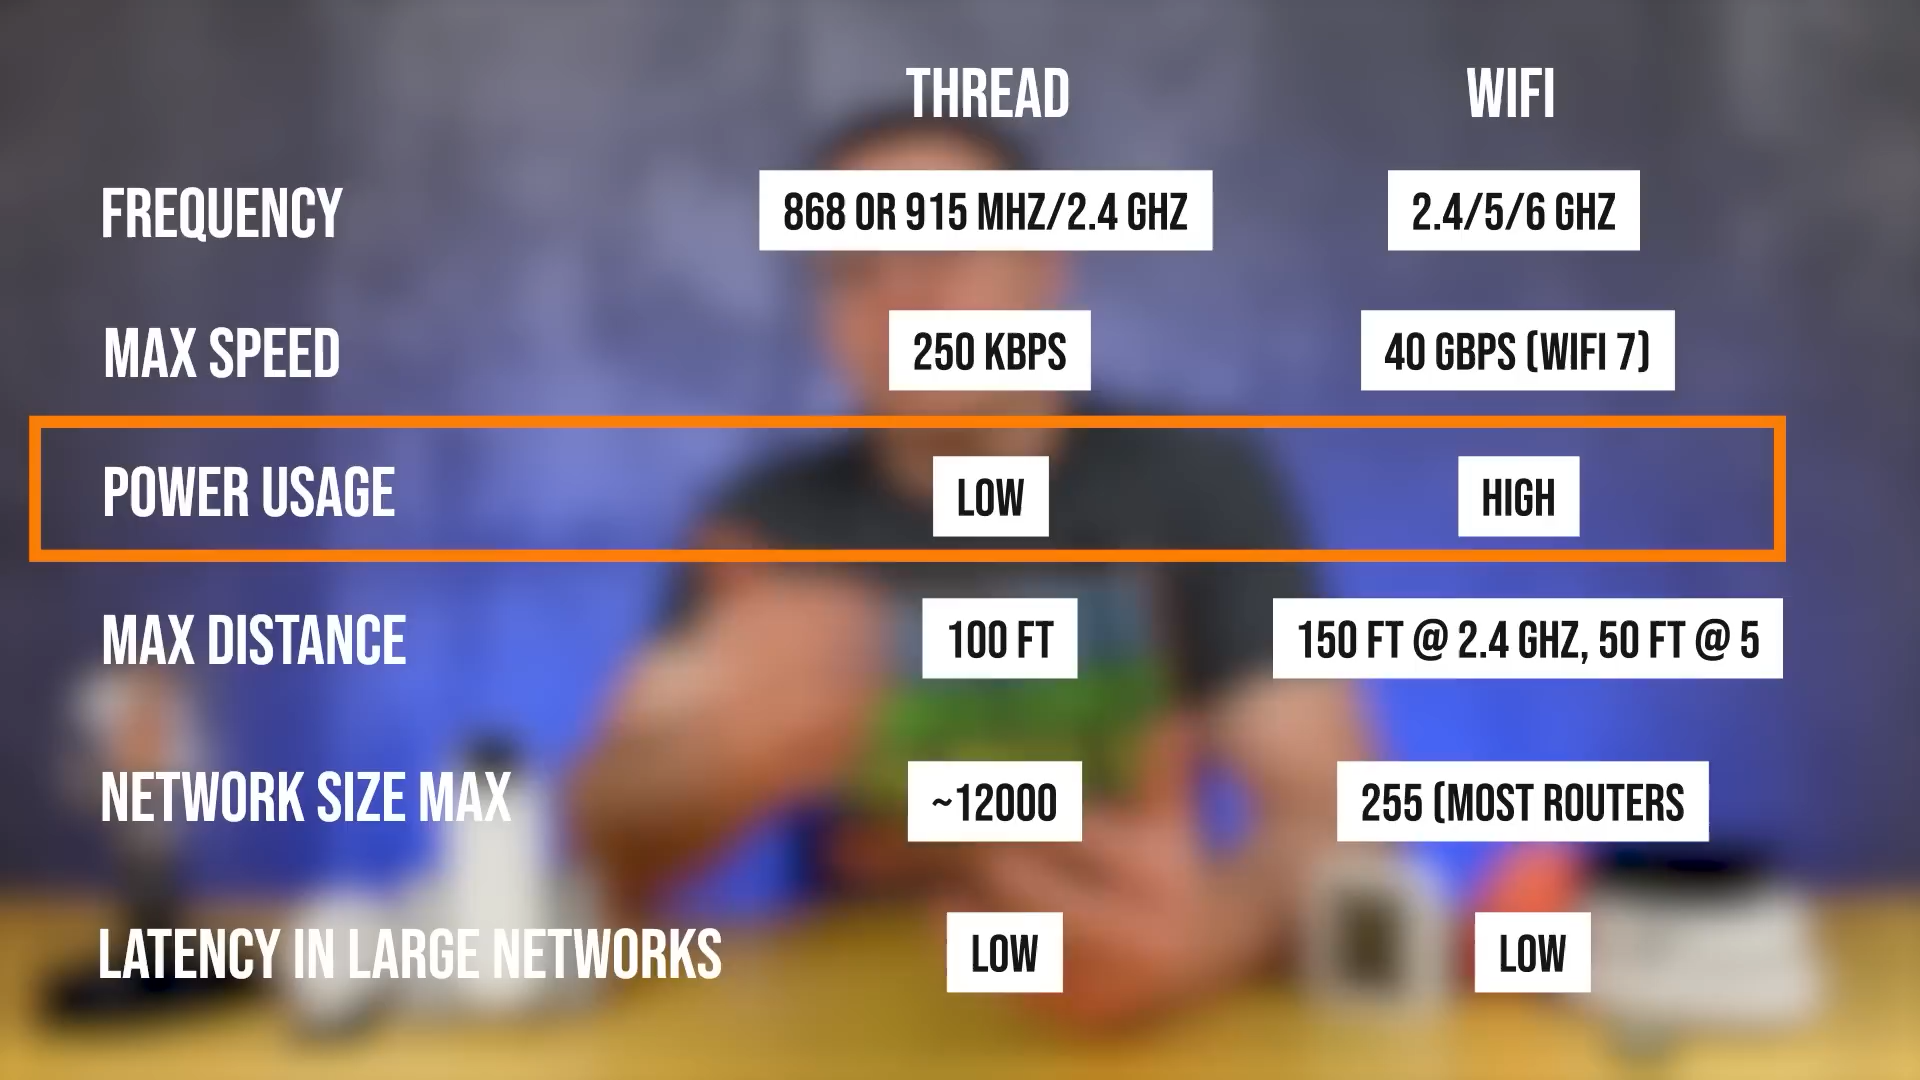 THREAD WIFI
FREQUENCY 868 OR 915 MHZ/2.4 GHZ 2.4/5/6 GHZ
MAX SPEED 250 KBPS 40 GBPS (WIFI 7)
POWER USAGE LOW HIGH
MAX DISTANCE 100 FT 150 FT @ 2.4 GHZ, 50 FT @ 5
NETWORK SIZE MAX ~12000 255 (MOST ROUTERS
LATENCY IN LARGE NETWORKS LOW LOW